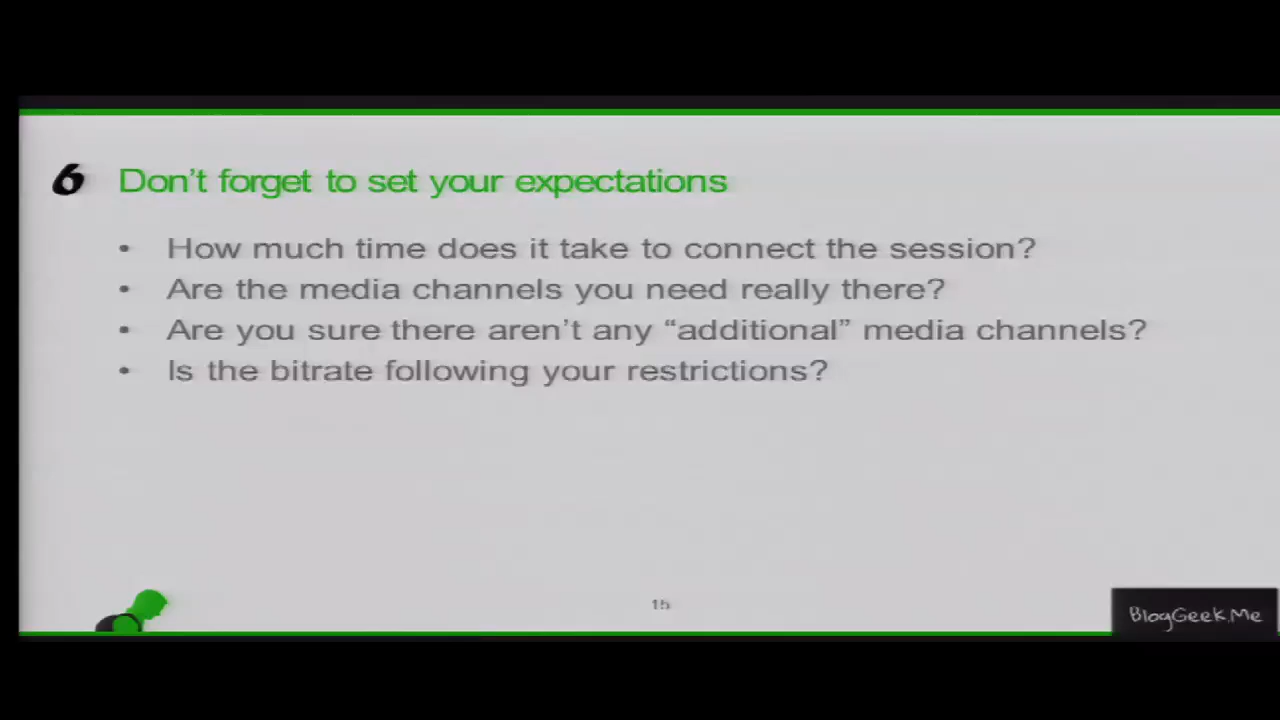 6 Don't forget to set your expectations
• How much time does it take to connect the session?
• Are the media channels you need really there?
• Are you sure there aren't any “additional” media channels?
• Is the bitrate following your restrictions?
15
BlogGeek.Me